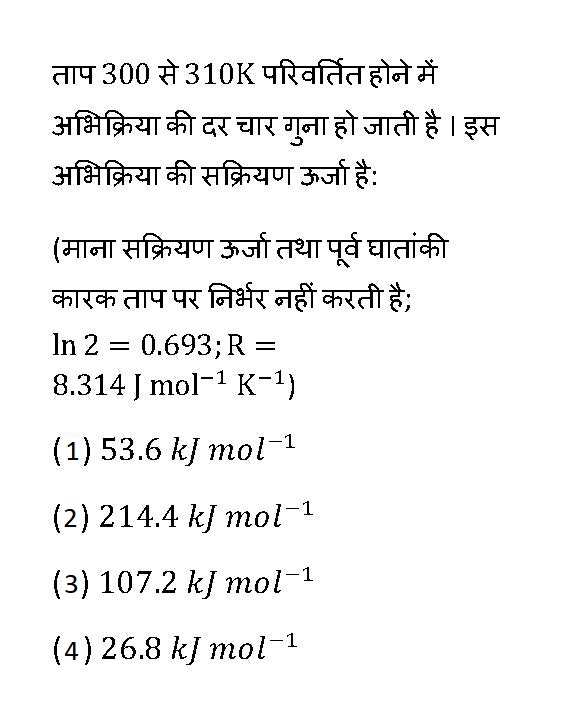 ताप 300 से 310K परिवर्तित होने में
अभिक्रिया की दर चार गुना हो जाती है । इस
अभिक्रिया की सक्रियण ऊर्जा है:
(माना सक्रियण ऊर्जा तथा पूर्व घातांकी
कारक ताप पर निर्भर नहीं करती है;
ln 2 = 0.693; R =
8.314 J mol⁻¹ K⁻¹)
(1) 53.6 kJ mol⁻¹
(2) 214.4 kJ mol⁻¹
(3) 107.2 kJ mol⁻¹
(4) 26.8 kJ mol⁻¹